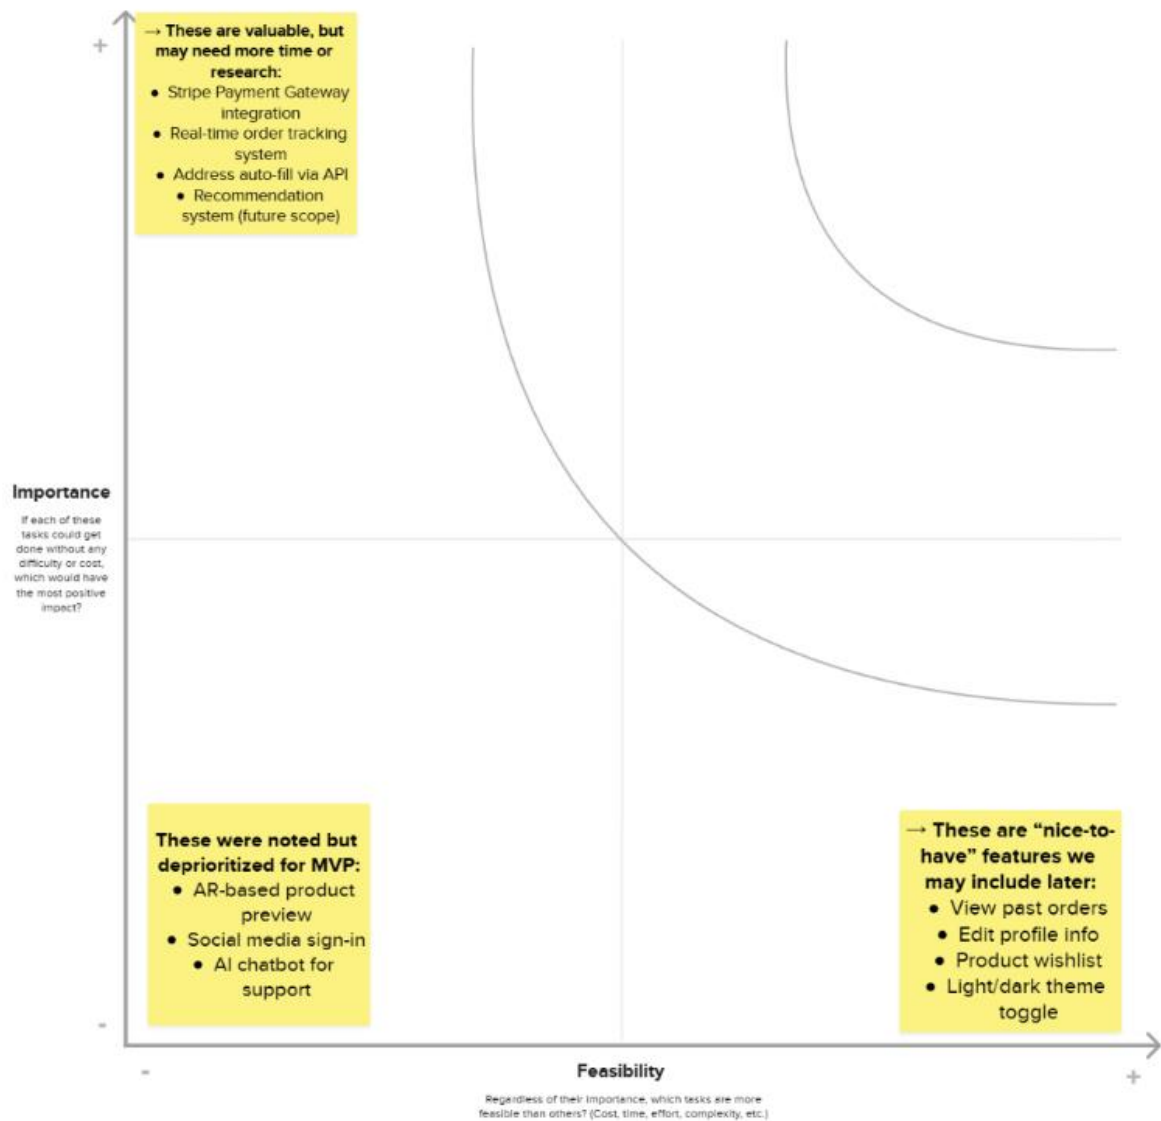 +
→ These are valuable, but
may need more time or
research:
● Stripe Payment Gateway
integration
● Real-time order tracking
system
● Address auto-fill via API
● Recommendation
system (future scope)
Importance
If each of these
tasks could get
done without any
difficulty or cost,
which would have
the most positive
impact?
These were noted but
deprioritized for MVP:
● AR-based product
preview
● Social media sign-in
● AI chatbot for
support
→ These are “nice-to-
have” features we
may include later:
● View past orders
● Edit profile info
● Product wishlist
● Light/dark theme
toggle
-
-
Feasibility
+
Regardless of their importance, which tasks are more
feasible than others? (Cost, time, effort, complexity, etc.)